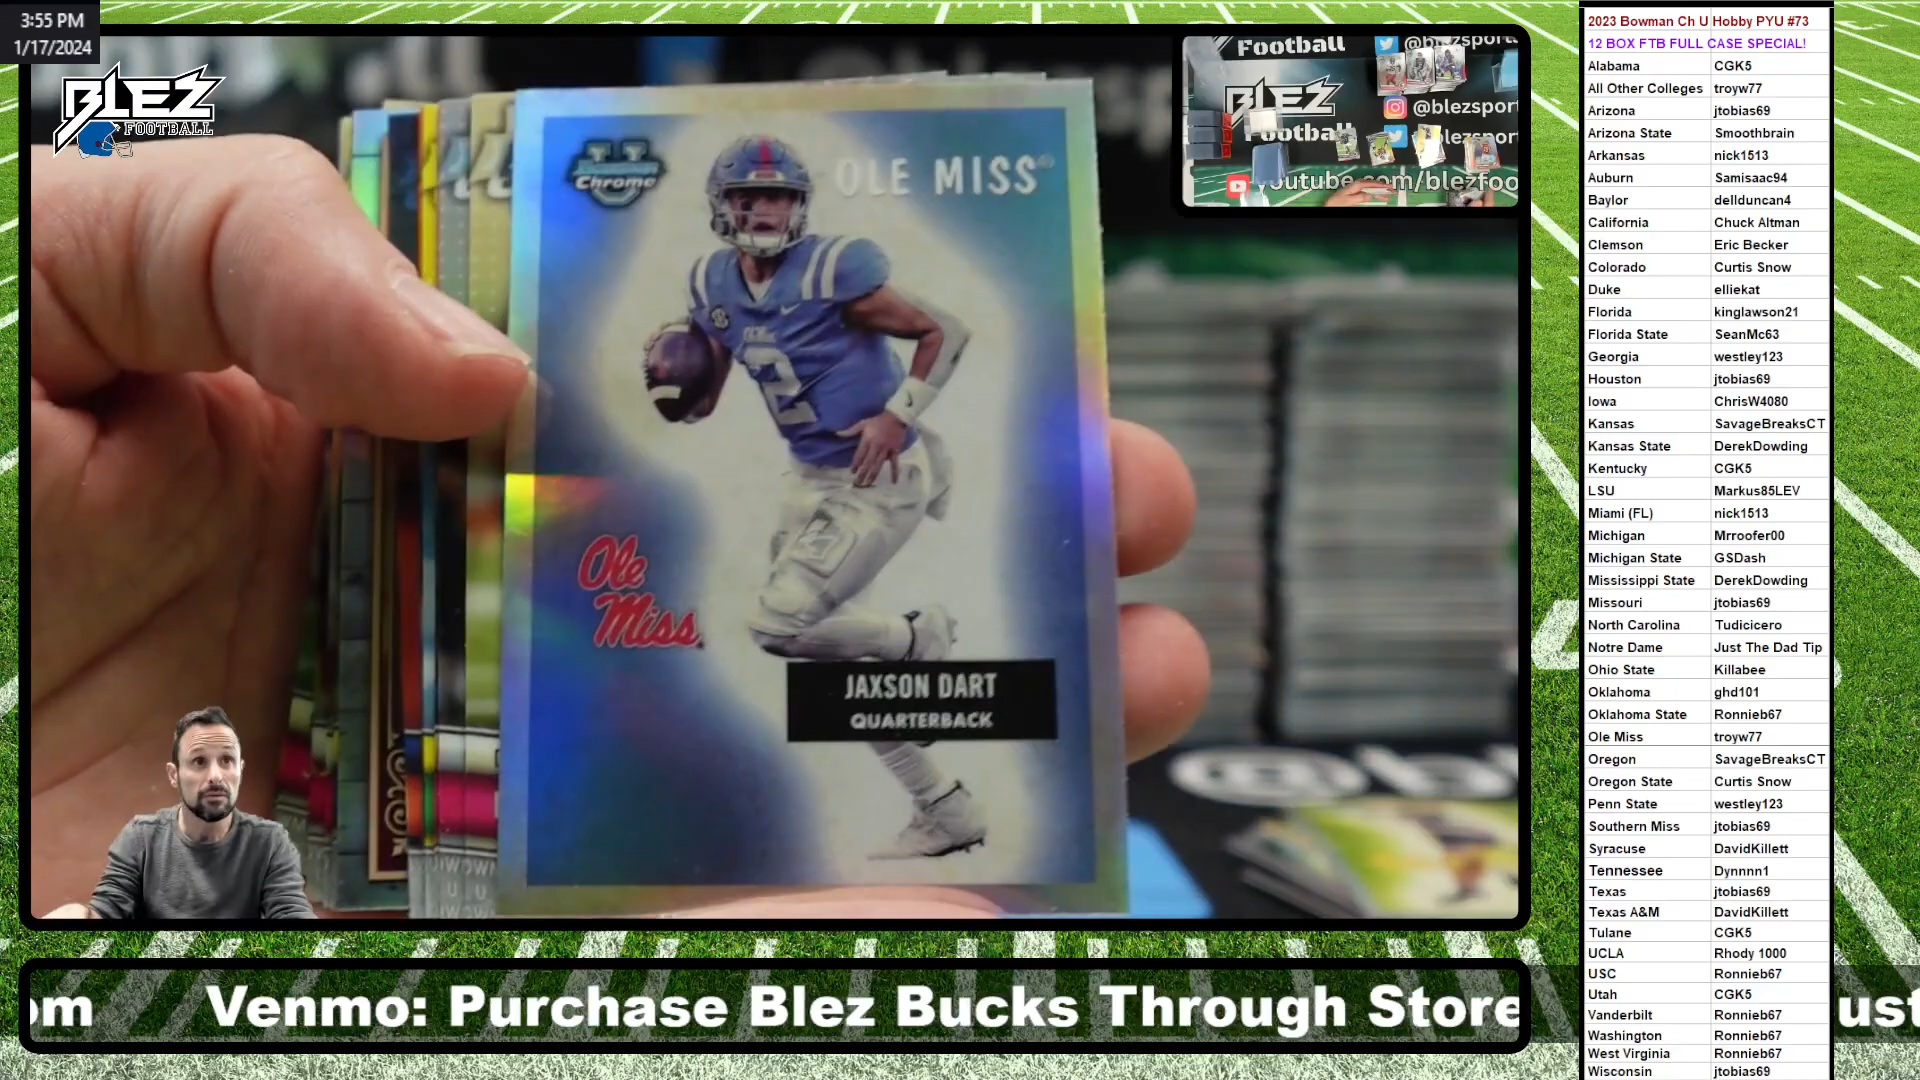 3:55 PM
1/17/2024
BLEZ
FOOTBALL
U
Chrome
OLE MISS®
2
Ole
Miss
JAXSON DART
QUARTERBACK
Football
@blezsport
BLEZ
@blezsport
Football
blezsport
youtube.com/blezfoo
om Venmo: Purchase Blez Bucks Through Store
ust
2023 Bowman Ch U Hobby PYU #73
12 BOX FTB FULL CASE SPECIAL!
Alabama CGK5
All Other Colleges troyw77
Arizona jtobias69
Arizona State Smoothbrain
Arkansas nick1513
Auburn Samisaac94
Baylor dellduncan4
California Chuck Altman
Clemson Eric Becker
Colorado Curtis Snow
Duke elliekat
Florida kinglawson21
Florida State SeanMc63
Georgia westley123
Houston jtobias69
Iowa ChrisW4080
Kansas SavageBreaksCT
Kansas State DerekDowding
Kentucky CGK5
LSU Markus85LEV
Miami (FL) nick1513
Michigan Mrroofer00
Michigan State GSDash
Mississippi State DerekDowding
Missouri jtobias69
North Carolina Tudicicero
Notre Dame Just The Dad Tip
Ohio State Killabee
Oklahoma ghd101
Oklahoma State Ronnieb67
Ole Miss troyw77
Oregon SavageBreaksCT
Oregon State Curtis Snow
Penn State westley123
Southern Miss jtobias69
Syracuse DavidKillett
Tennessee Dynnnn1
Texas jtobias69
Texas A&M DavidKillett
Tulane CGK5
UCLA Rhody 1000
USC Ronnieb67
Utah CGK5
Vanderbilt Ronnieb67
Washington Ronnieb67
West Virginia Ronnieb67
Wisconsin jtobias69